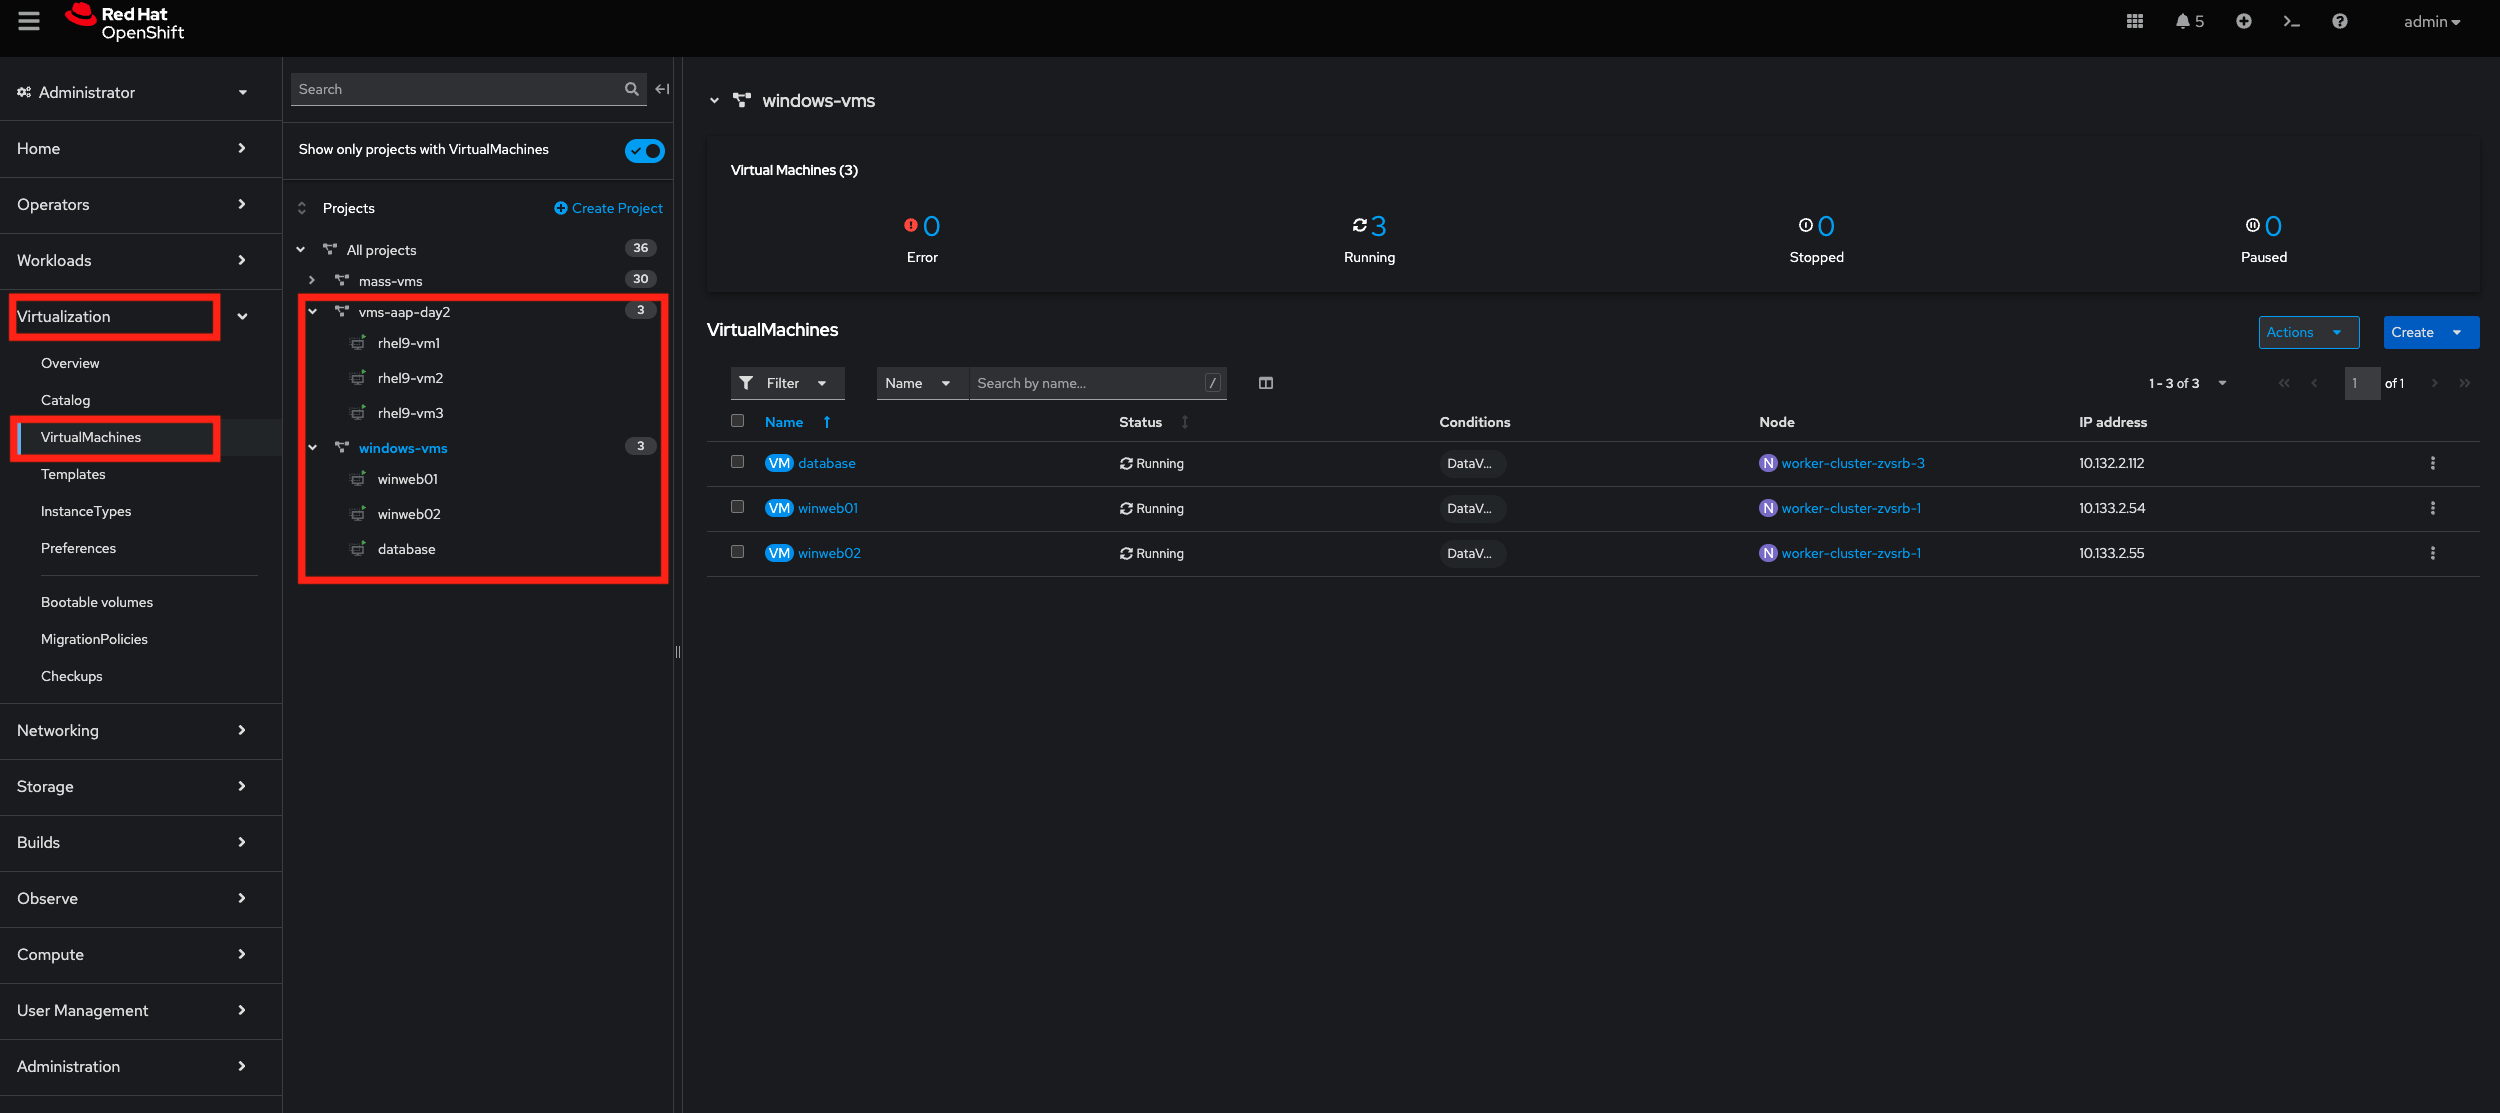 Red Hat
OpenShift
5
admin
Administrator
Home
Operators
Workloads
Virtualization
Overview
Catalog
VirtualMachines
Templates
InstanceTypes
Preferences
Bootable volumes
MigrationPolicies
Checkups
Networking
Storage
Builds
Observe
Compute
User Management
Administration
Search
Show only projects with VirtualMachines
Projects Create Project
All projects 36
mass-vms 30
vms-aap-day2 3
rhel9-vm1
rhel9-vm2
rhel9-vm3
windows-vms 3
winweb01
winweb02
database
windows-vms
Virtual Machines (3)
0 3 0 0
Error Running Stopped Paused
VirtualMachines Actions Create
Filter Name Search by name... / 1 - 3 of 3 1 of 1
Name Status Conditions Node IP address
VM database Running DataV... N worker-cluster-zvsrb-3 10.132.2.112
VM winweb01 Running DataV... N worker-cluster-zvsrb-1 10.133.2.54
VM winweb02 Running DataV... N worker-cluster-zvsrb-1 10.133.2.55